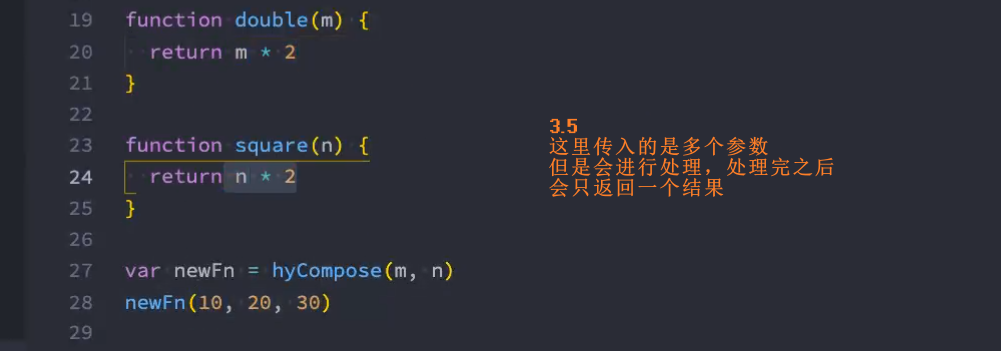 19 function double(m) {
20 return m * 2
21 }
22
23 function square(n) {
24 return n * 2
25 }
26
27 var newFn = hyCompose(m, n)
28 newFn(10, 20, 30)
29
3.5
这里传入的是多个参数
但是会进行处理，处理完之后
会只返回一个结果